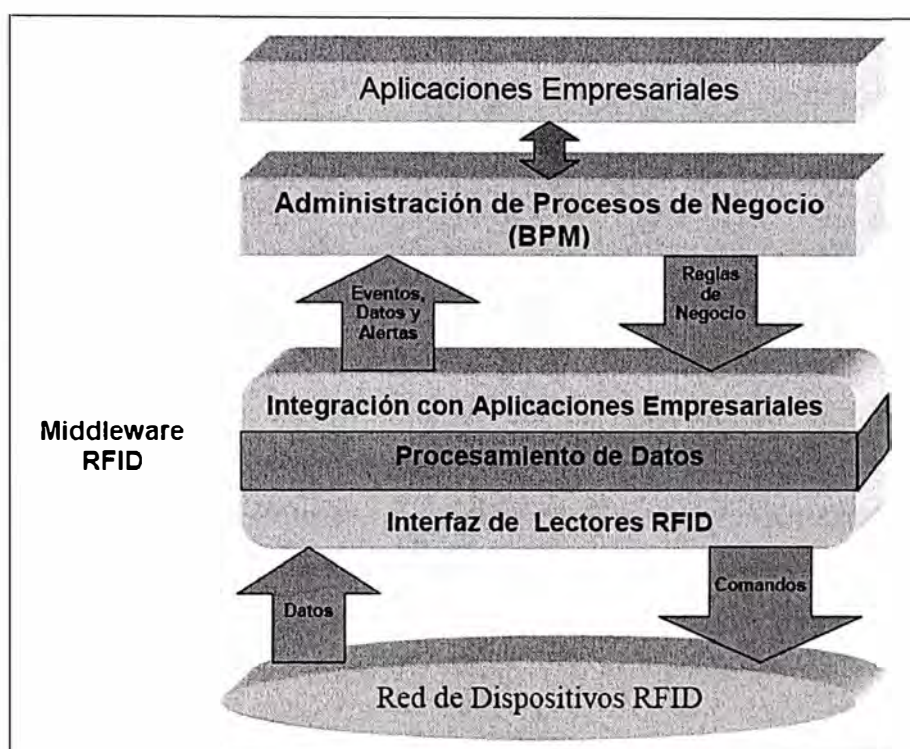 Aplicaciones Empresariales
Administración de Procesos de Negocio
(BPM)
Eventos,
Datos y
Alertas
Reglas
de
Negocio
Middleware
RFID
Integración con Aplicaciones Empresariales
Procesamiento de Datos
Interfaz de Lectores RFID
Datos
Comandos
Red de Dispositivos RFID